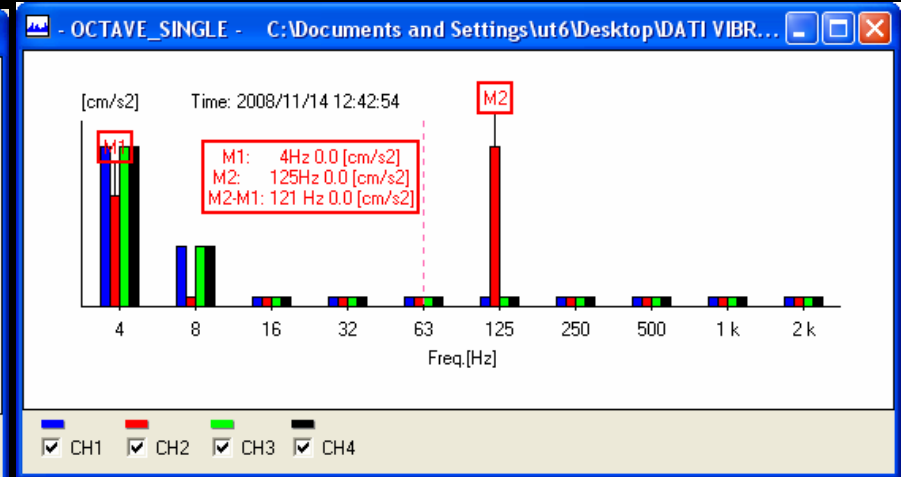 - OCTAVE_SINGLE - C:\Documents and Settings\ut6\Desktop\DATI VIBR...
[cm/s2] Time: 2008/11/14 12:42:54
M2
M1
M1: 4Hz 0.0 [cm/s2]
M2: 125Hz 0.0 [cm/s2]
M2-M1: 121 Hz 0.0 [cm/s2]
4 8 16 32 63 125 250 500 1 k 2 k
Freq.[Hz]
CH1 CH2 CH3 CH4